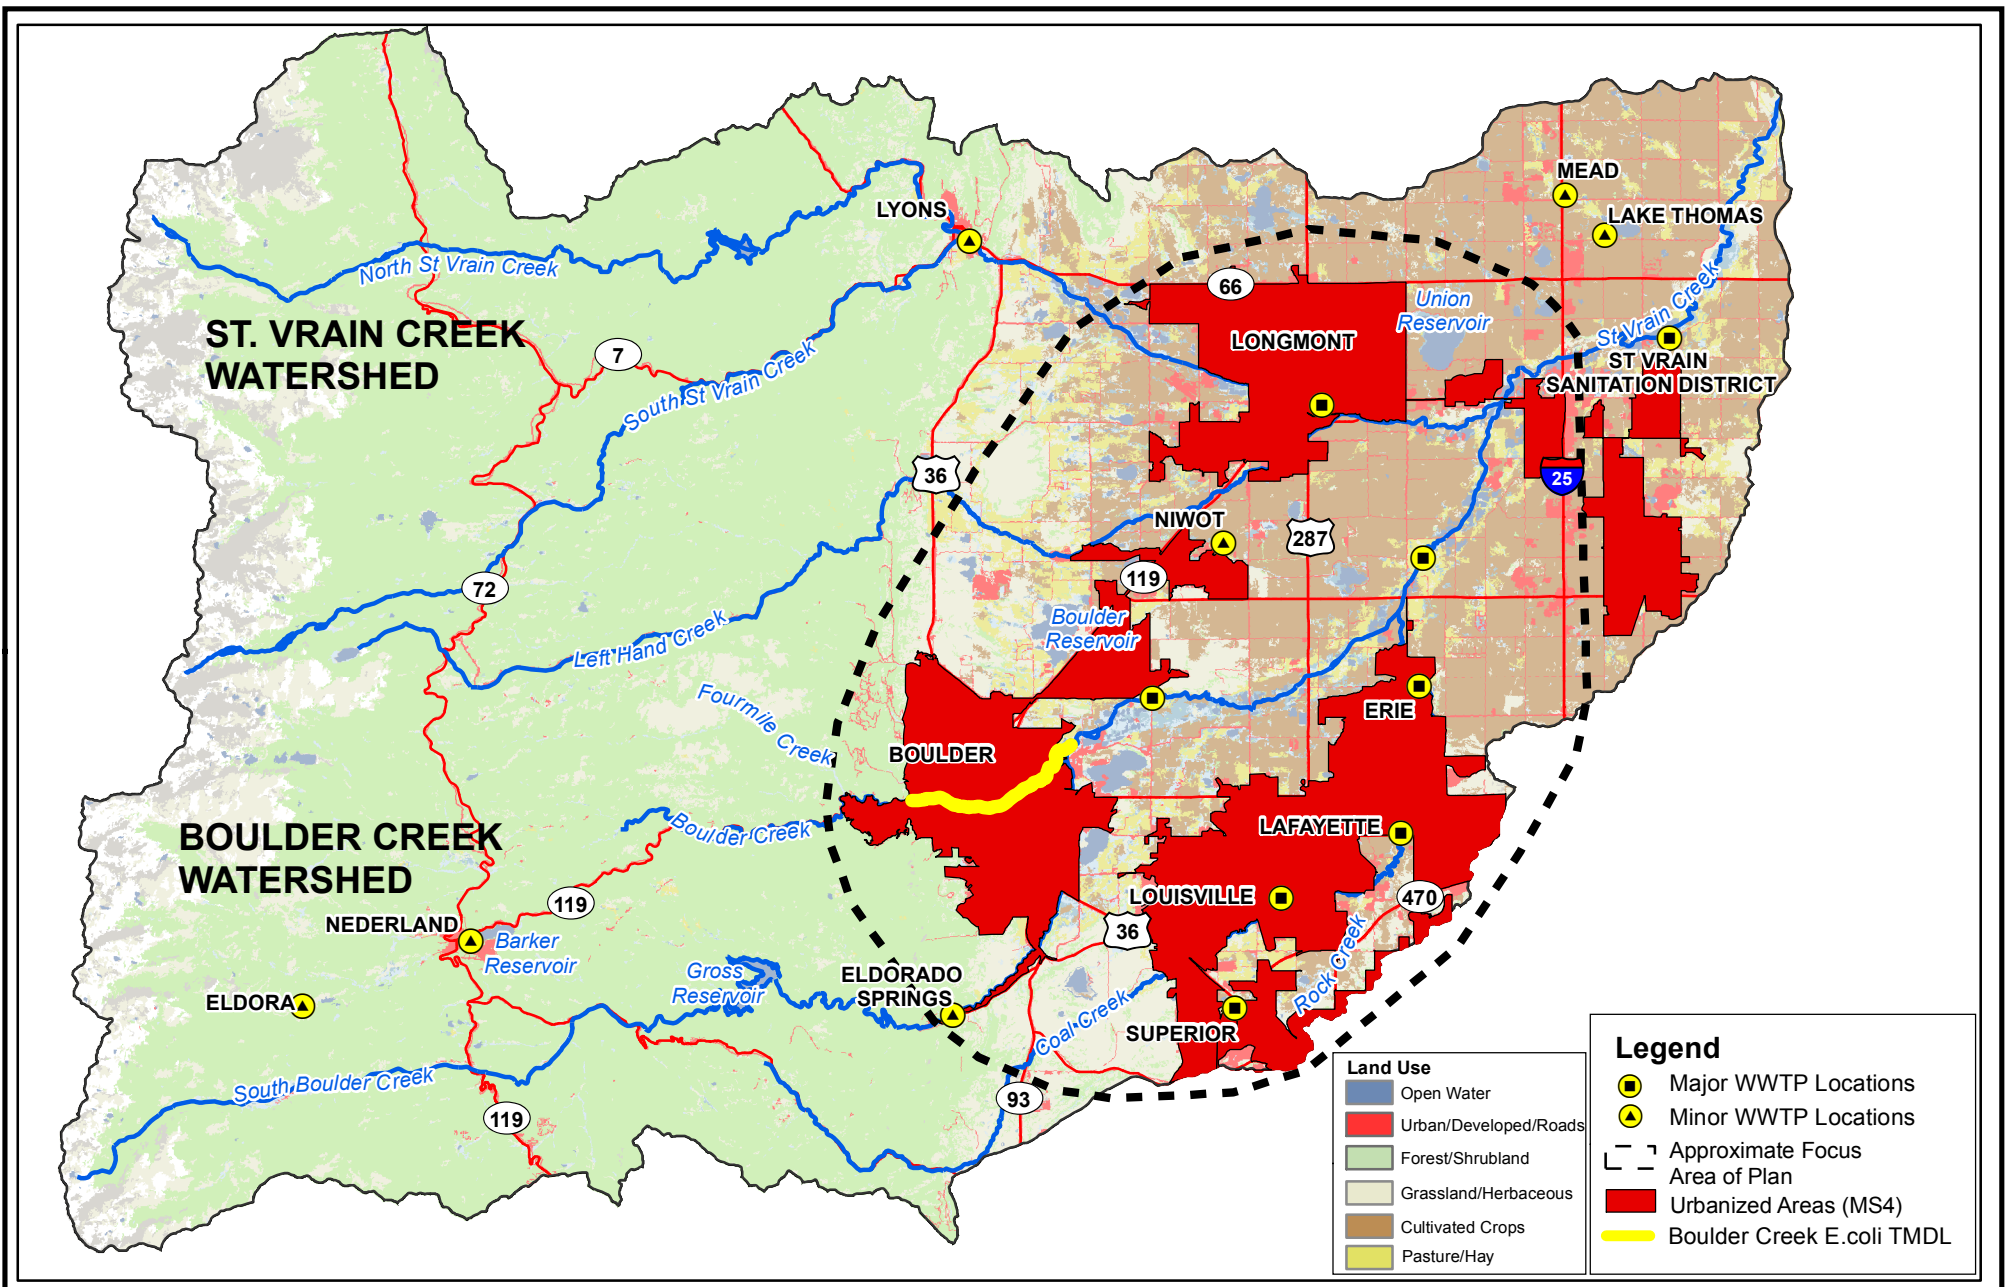 MEAD
LAKE THOMAS
LYONS
North St Vrain Creek
66
Union
Reservoir
St Vrain Creek
ST. VRAIN CREEK
WATERSHED
7
South St Vrain Creek
LONGMONT
ST VRAIN
SANITATION DISTRICT
36
25
NIWOT
287
119
72
Left Hand Creek
Boulder
Reservoir
Fourmile
Creek
ERIE
BOULDER
BOULDER CREEK
WATERSHED
Boulder Creek
LAFAYETTE
119
LOUISVILLE
470
NEDERLAND
Barker
Reservoir
36
Rock Creek
Gross
Reservoir
ELDORADO
SPRINGS
ELDORA
Coal Creek
SUPERIOR
South Boulder Creek
93
119
Land Use
Open Water
Urban/Developed/Roads
Forest/Shrubland
Grassland/Herbaceous
Cultivated Crops
Pasture/Hay
Legend
Major WWTP Locations
Minor WWTP Locations
Approximate Focus
Area of Plan
Urbanized Areas (MS4)
Boulder Creek E.coli TMDL